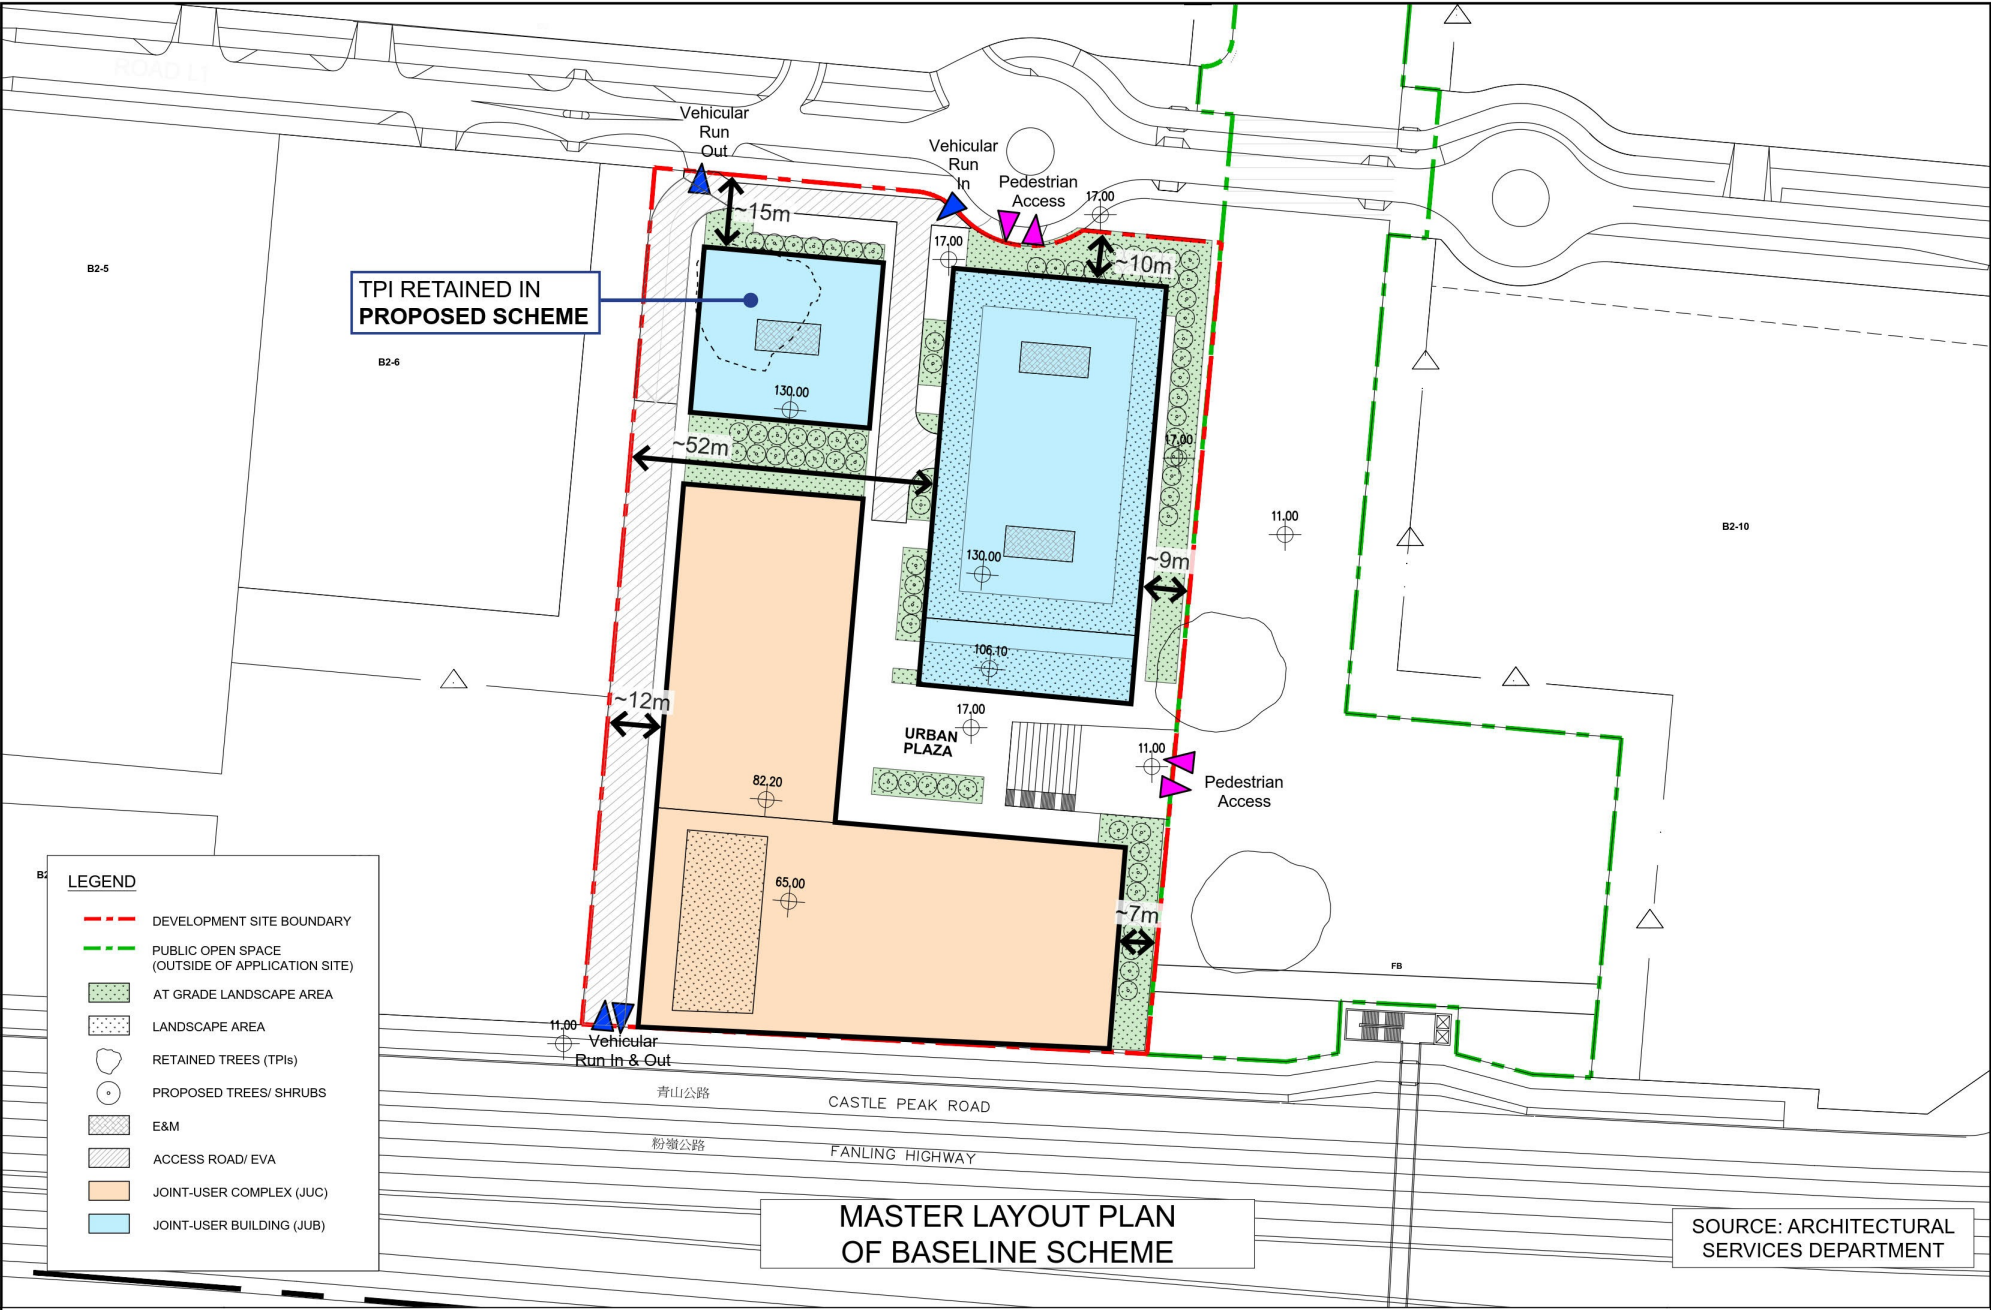 ROAD L1
Vehicular
Run
Out
Vehicular
Run
In
Pedestrian
Access
17.00
~15m
17.00
~10m
B2-5
TPI RETAINED IN
PROPOSED SCHEME
B2-6
130.00
~52m
17.00
11.00
B2-10
130.00
~9m
106.10
~12m
17.00
URBAN
PLAZA
11.00
Pedestrian
Access
82.20
65.00
~7m
FB
11.00
Vehicular
Run In & Out
LEGEND
DEVELOPMENT SITE BOUNDARY
PUBLIC OPEN SPACE
(OUTSIDE OF APPLICATION SITE)
AT GRADE LANDSCAPE AREA
LANDSCAPE AREA
RETAINED TREES (TPIs)
PROPOSED TREES/ SHRUBS
E&M
ACCESS ROAD/ EVA
JOINT-USER COMPLEX (JUC)
JOINT-USER BUILDING (JUB)
青山公路
CASTLE PEAK ROAD
粉嶺公路
FANLING HIGHWAY
MASTER LAYOUT PLAN
OF BASELINE SCHEME
SOURCE: ARCHITECTURAL
SERVICES DEPARTMENT